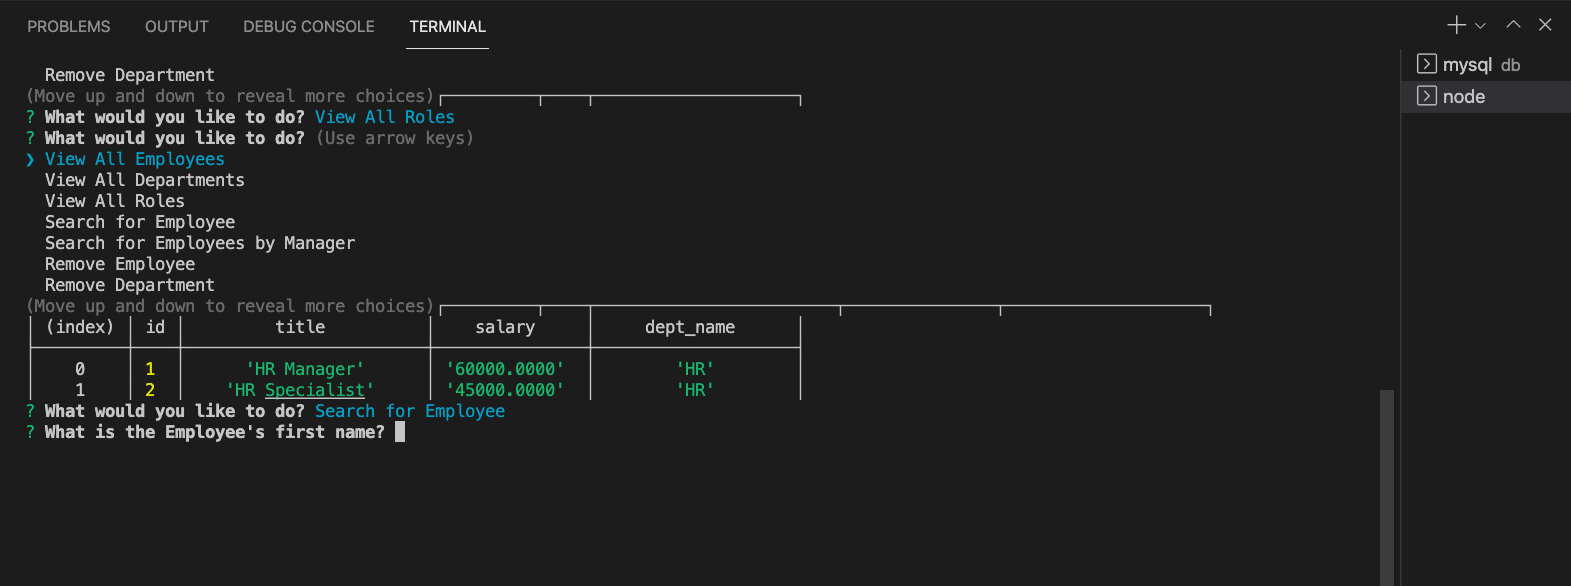 PROBLEMS OUTPUT DEBUG CONSOLE TERMINAL
Remove Department
(Move up and down to reveal more choices)
? What would you like to do? View All Roles
? What would you like to do? (Use arrow keys)
❯ View All Employees
View All Departments
View All Roles
Search for Employee
Search for Employees by Manager
Remove Employee
Remove Department
(Move up and down to reveal more choices)
(index) id title salary dept_name
0 1 'HR Manager' '60000.0000' 'HR'
1 2 'HR Specialist' '45000.0000' 'HR'
? What would you like to do? Search for Employee
? What is the Employee's first name?
mysql db
node